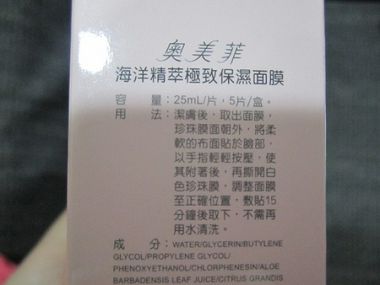 奧美菲
海洋精萃極致保濕面膜
容　量：25mL/片，5片/盒。
用　法：潔膚後，取出面膜，
珍珠膜面朝外，將柔
軟的布面貼於臉部，
以手指輕輕按壓，使
其附著後，再撕開白
色珍珠膜，調整面膜
至正確位置，敷貼15
分鐘後取下，不需再
用水清洗。
成　分：WATER/GLYCERIN/BUTYLENE
GLYCOL/PROPYLENE GLYCOL/
PHENOXYETHANOL/CHLORPHENESIN/ALOE
BARBADENSIS LEAF JUICE/CITRUS GRANDIS